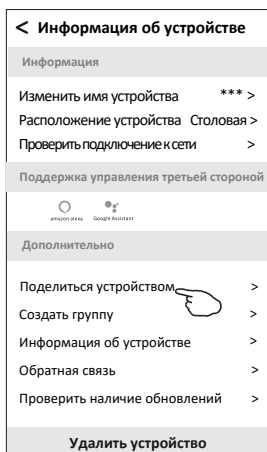 < Информация об устройстве
Информация
Изменить имя устройства *** >
Расположение устройства Столовая >
Проверить подключение к сети >
Поддержка управления третьей стороной
amazon alexa Google Assistant
Дополнительно
Поделиться устройством >
Создать группу >
Информация об устройстве >
Обратная связь >
Проверить наличие обновлений >
Удалить устройство